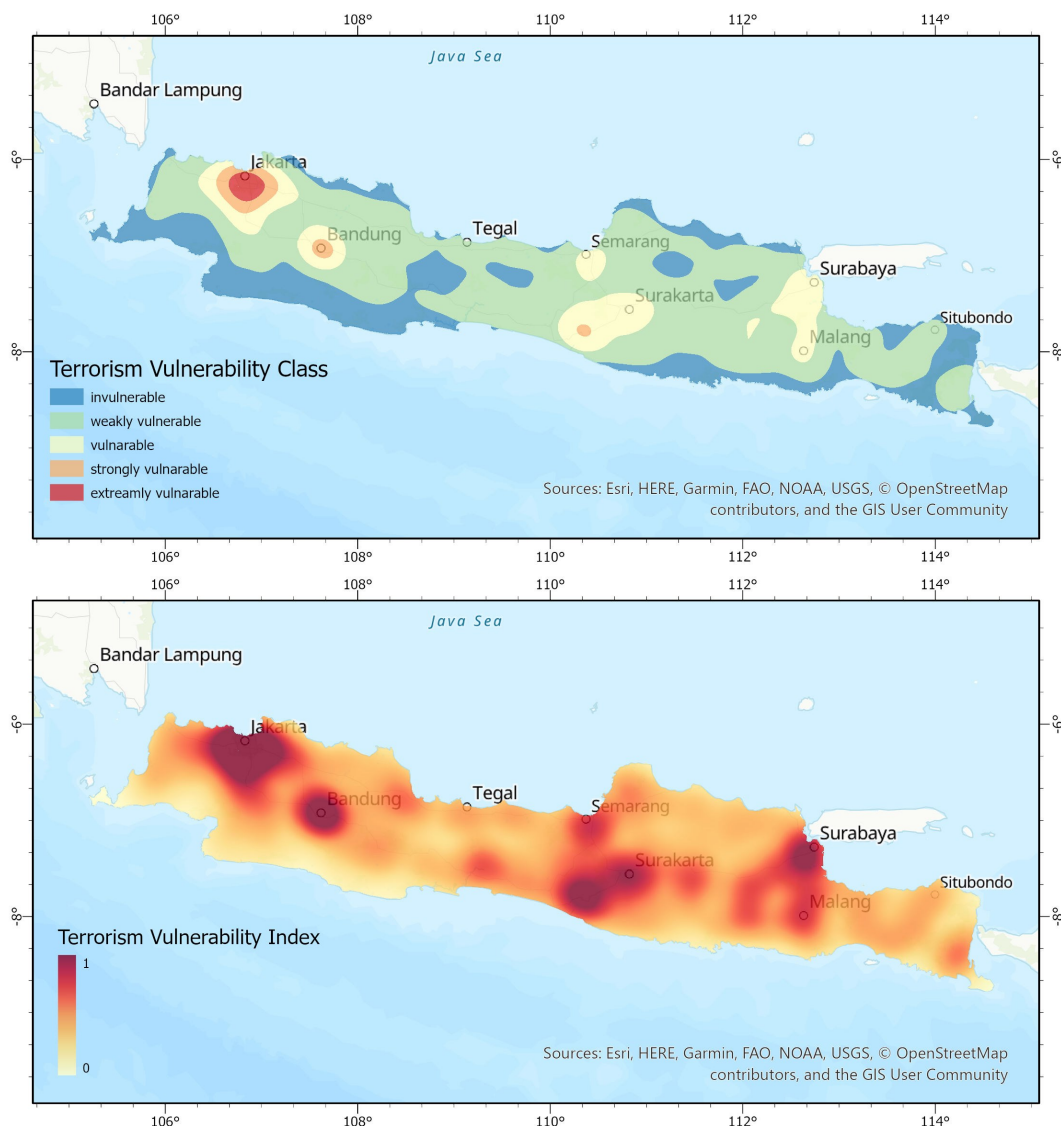 106° 108° 110° 112° 114°
Java Sea
Bandar Lampung
-6° -6°
Jakarta
Bandung
Tegal
Semarang
Surabaya
Surakarta
Situbondo
Malang
-8° -8°
Terrorism Vulnerability Class
invulnerable
weakly vulnerable
vulnarable
strongly vulnarable
extreamly vulnarable
Sources: Esri, HERE, Garmin, FAO, NOAA, USGS, © OpenStreetMap
contributors, and the GIS User Community
106° 108° 110° 112° 114°
106° 108° 110° 112° 114°
Java Sea
Bandar Lampung
-6° -6°
Jakarta
Bandung
Tegal
Semarang
Surabaya
Surakarta
Situbondo
Malang
-8° -8°
Terrorism Vulnerability Index
1
0
Sources: Esri, HERE, Garmin, FAO, NOAA, USGS, © OpenStreetMap
contributors, and the GIS User Community
106° 108° 110° 112° 114°